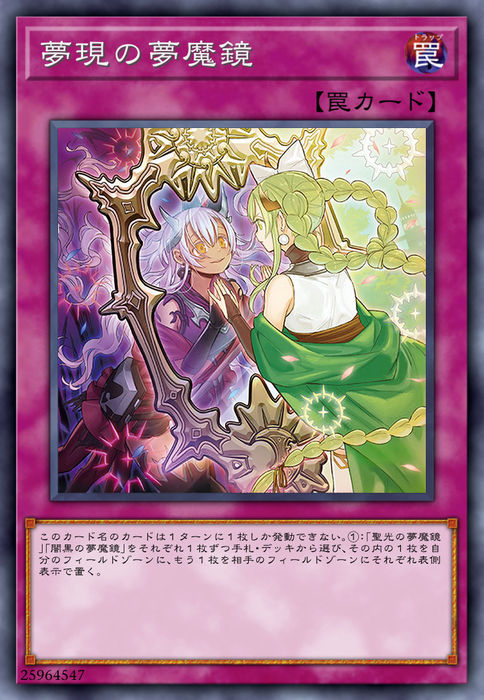 夢現の夢魔鏡
トラップ
罠
【罠カード】
このカード名のカードは１ターンに１枚しか発動できない。①:「聖光の夢魔鏡
」「闇黒の夢魔鏡」をそれぞれ１枚ずつ手札・デッキから選び、その内の１枚を自
分のフィールドゾーンに、もう１枚を相手のフィールドゾーンにそれぞれ表側
表示で置く。
25964547